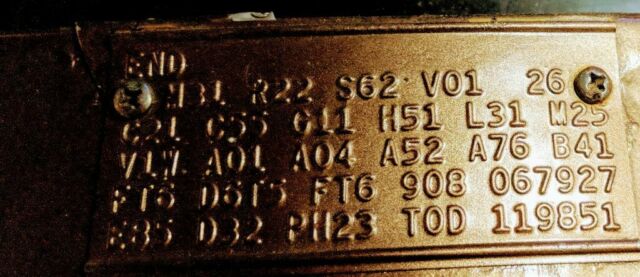 END
M31 R22 S62 V01 26
C21 C55 G11 H51 L31 M25
V1W A01 A04 A52 A76 B41
FT6 D6T5 FT6 908 067927
E85 D32 PH23 TOD 119851